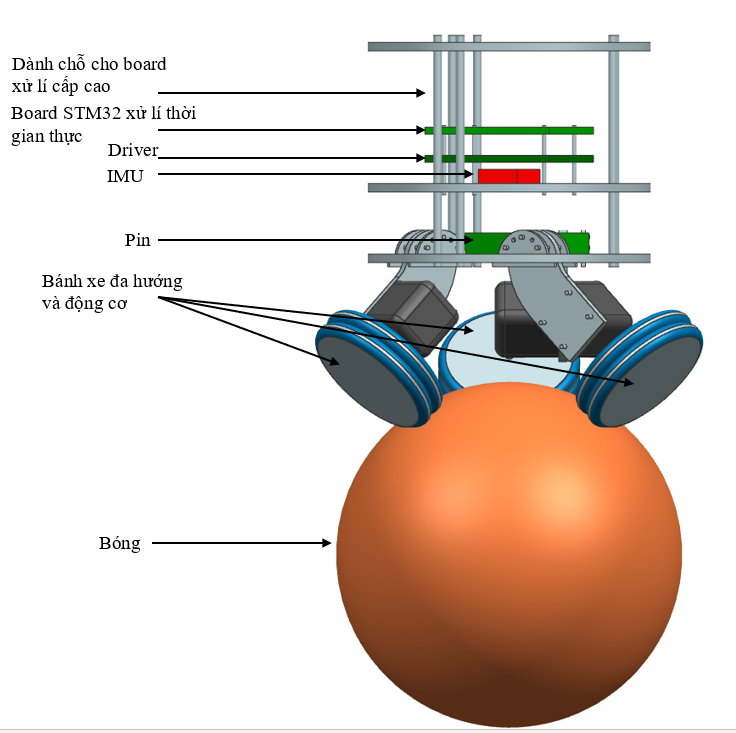 Dành chỗ cho board
xử lí cấp cao
Board STM32 xử lí thời
gian thực
Driver
IMU
Pin
Bánh xe đa hướng
và động cơ
Bóng